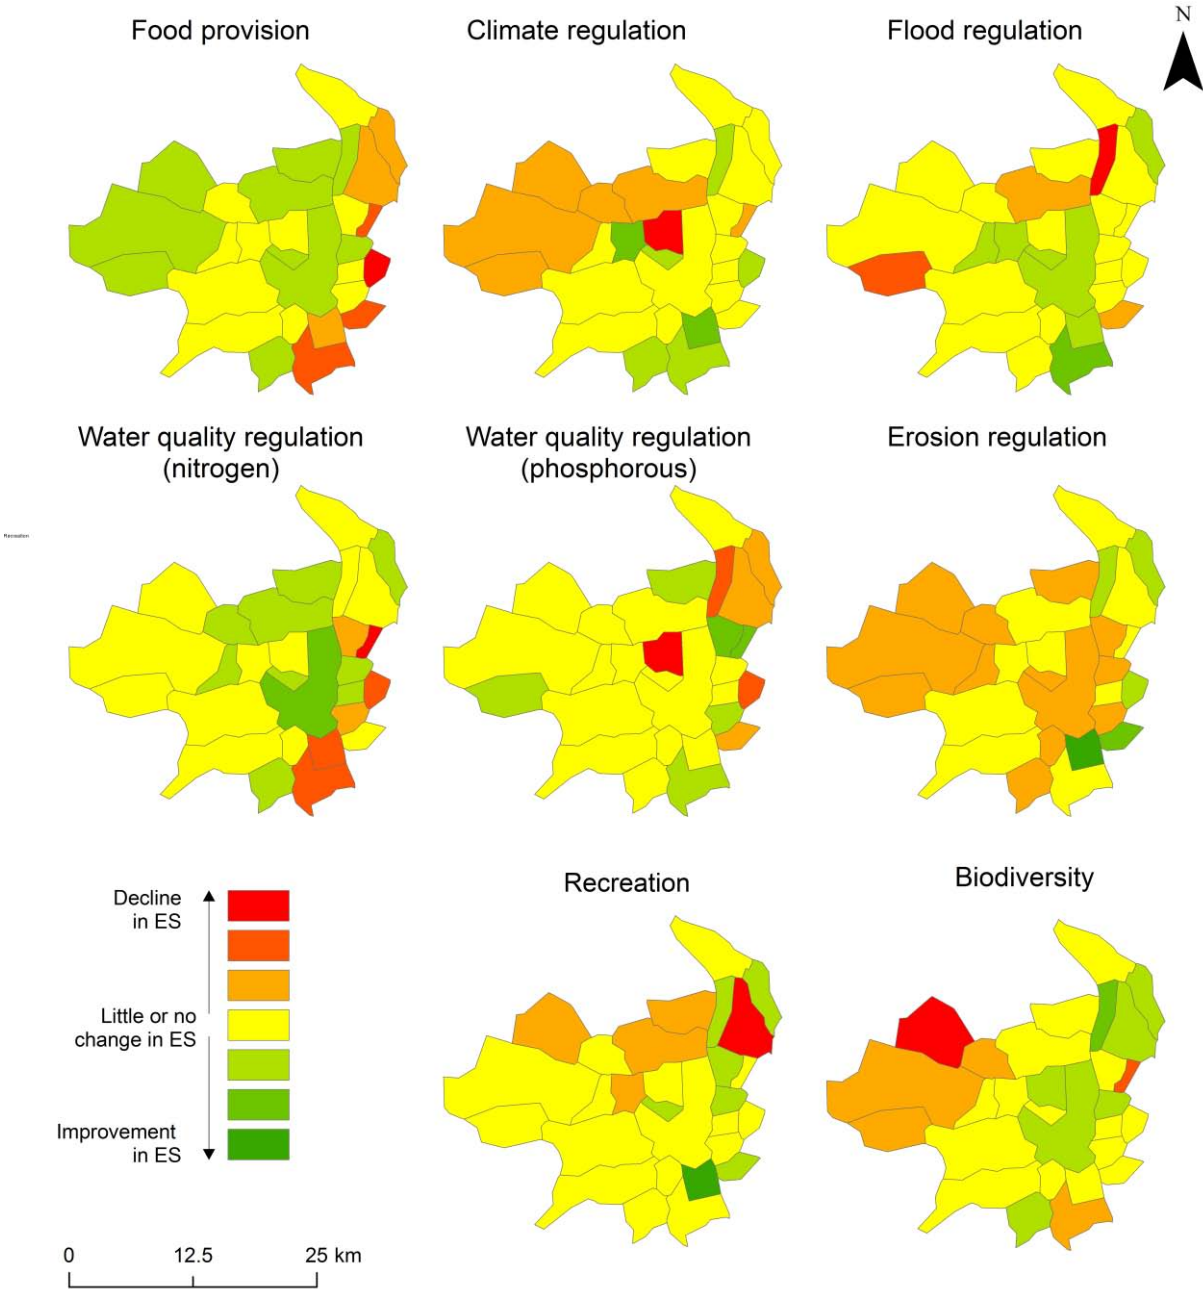 Food provision
Climate regulation
Flood regulation
N
Water quality regulation
(nitrogen)
Water quality regulation
(phosphorous)
Erosion regulation
Recreation
Recreation
Biodiversity
Decline
in ES
Little or no
change in ES
Improvement
in ES
0 12.5 25 km